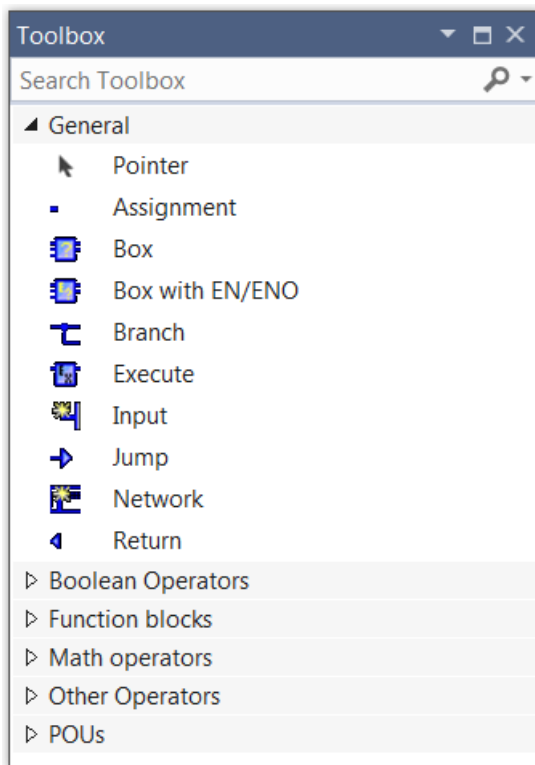 Toolbox
Search Toolbox
General
Pointer
Assignment
Box
Box with EN/ENO
Branch
Execute
Input
Jump
Network
Return
Boolean Operators
Function blocks
Math operators
Other Operators
POUs